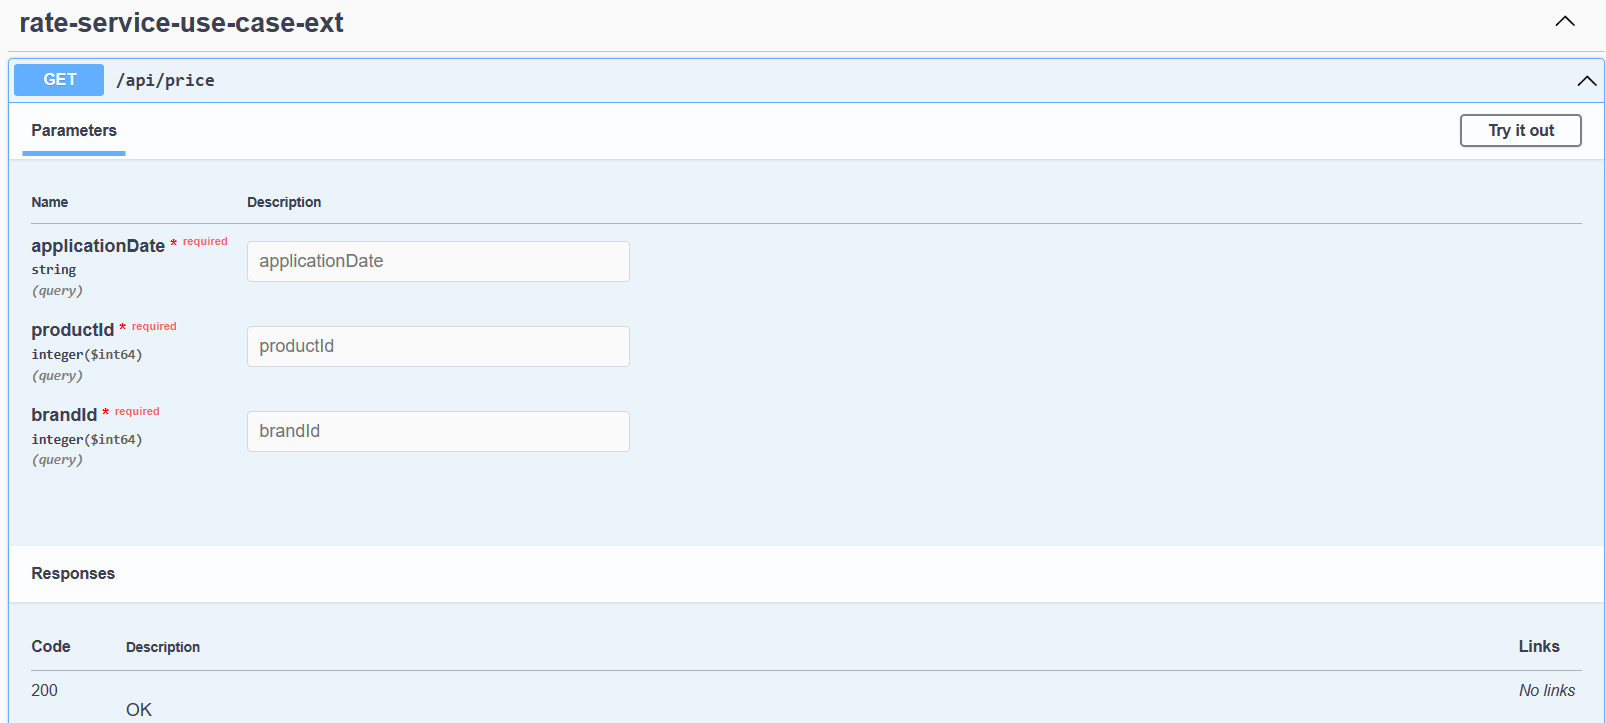 rate-service-use-case-ext
GET /api/price
Parameters
Try it out
Name Description
applicationDate * required
string
(query)
applicationDate
productId * required
integer($int64)
(query)
productId
brandId * required
integer($int64)
(query)
brandId
Responses
Code Description Links
200 No links
OK